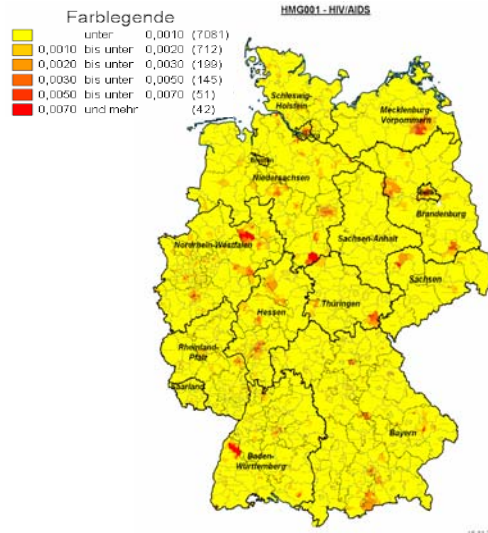 HMG001 - HIV/AIDS
Farblegende
unter 0,0010 (7081)
0,0010 bis unter 0,0020 (712)
0,0020 bis unter 0,0030 (199)
0,0030 bis unter 0,0050 (145)
0,0050 bis unter 0,0070 (51)
0,0070 und mehr (42)
Schleswig-
Holstein
Mecklenburg-
Vorpommern
Niedersachsen
Brandenburg
Sachsen-Anhalt
Nordrhein-Westfalen
Sachsen
Thüringen
Hessen
Rheinland-
Pfalz
Saarland
Bayern
Baden-
Württemberg